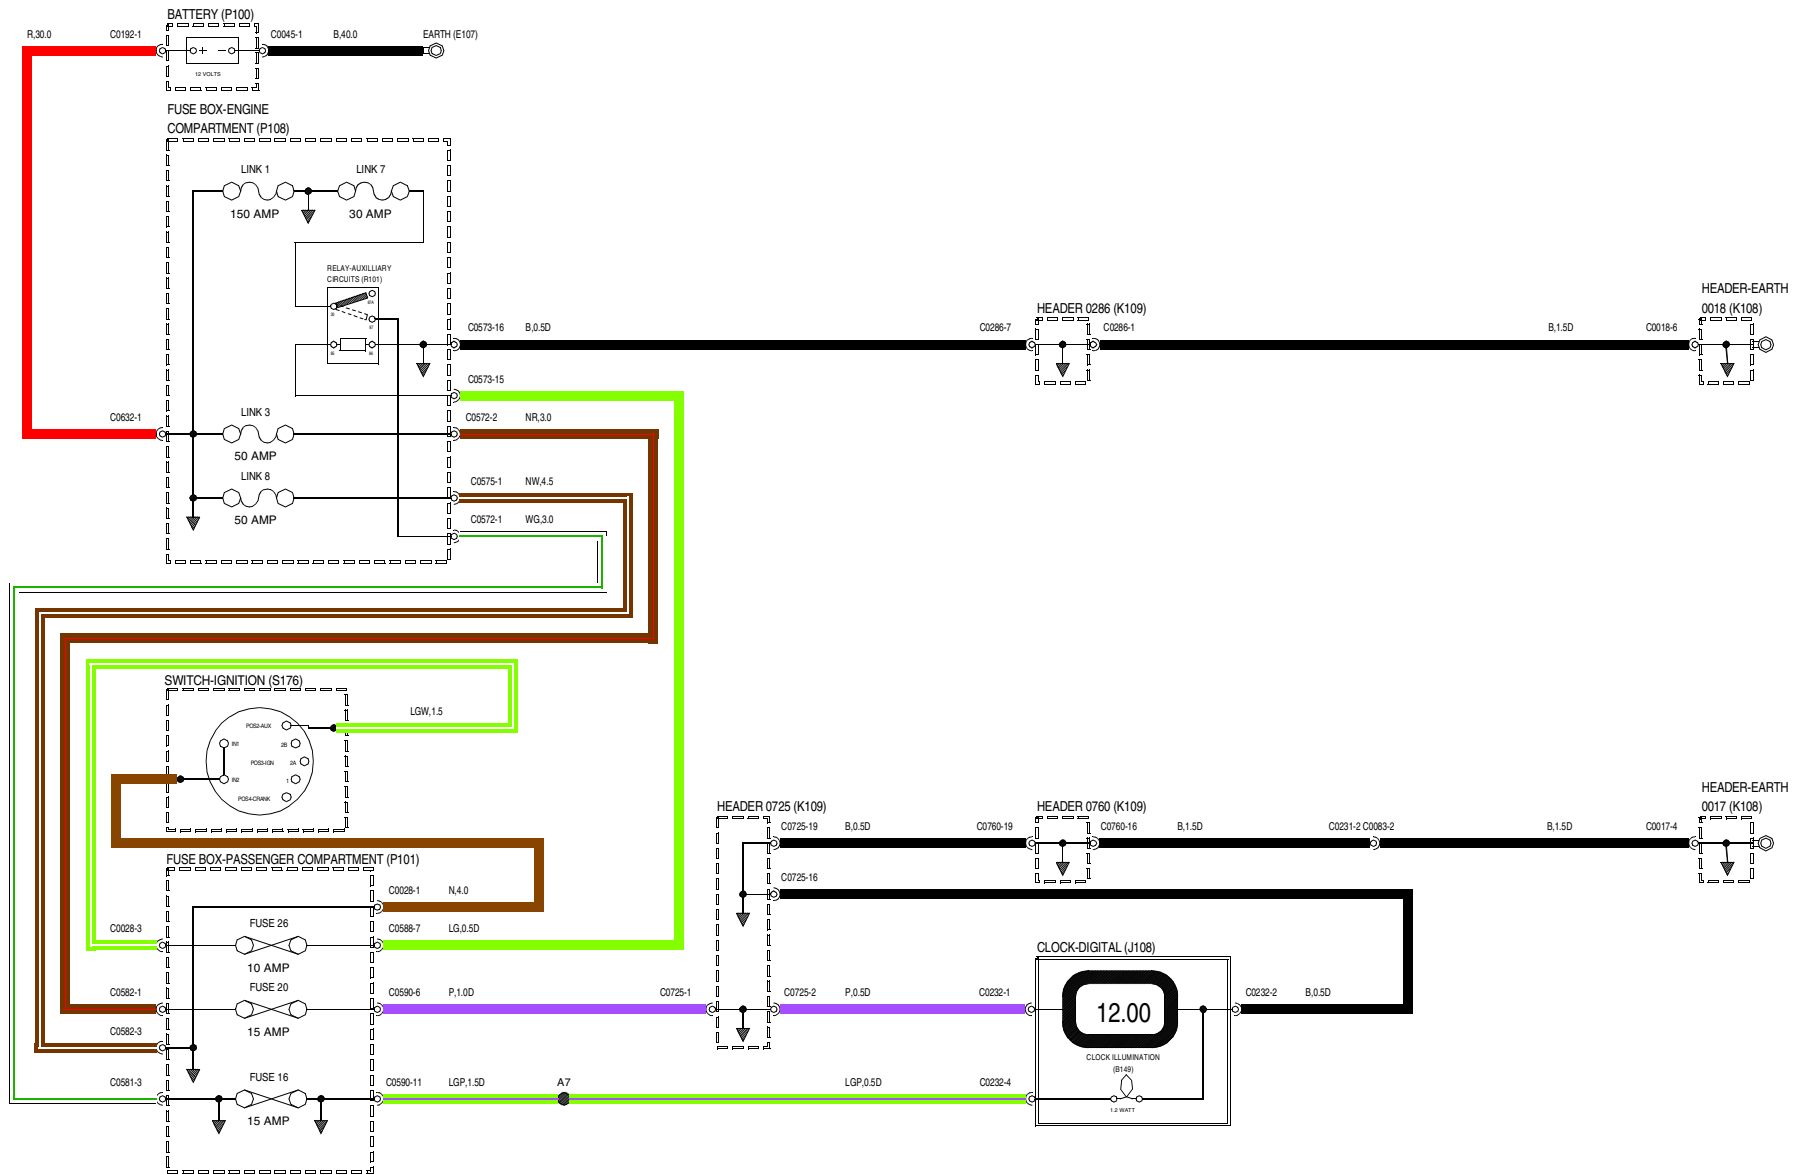 BATTERY (P100)
R,30.0 C0192-1 C0045-1 B,40.0 EARTH (E107)
12 VOLTS
FUSE BOX-ENGINE
COMPARTMENT (P108)
LINK 1 LINK 7
150 AMP 30 AMP
RELAY-AUXILLIARY
CIRCUITS (R101)
87A
30
87
85 86
C0573-16 B,0.5D C0286-7
HEADER 0286 (K109)
C0286-1 B,1.5D C0018-6
HEADER-EARTH
0018 (K108)
C0573-15
C0632-1
LINK 3
50 AMP
C0572-2 NR,3.0
LINK 8
50 AMP
C0575-1 NW,4.5
C0572-1 WG,3.0
SWITCH-IGNITION (S176)
LGW,1.5
POS2-AUX
IN1 2B
POS3-IGN 2A
IN2 1
POS4-CRANK
HEADER 0725 (K109)
HEADER 0760 (K109)
HEADER-EARTH
0017 (K108)
C0725-19 B,0.5D C0760-19 C0760-16 B,1.5D C0231-2 C0083-2 B,1.5D C0017-4
FUSE BOX-PASSENGER COMPARTMENT (P101)
C0725-16
C0028-1 N,4.0
C0028-3
FUSE 26
10 AMP
C0588-7 LG,0.5D
CLOCK-DIGITAL (J108)
C0582-1
FUSE 20
15 AMP
C0590-6 P,1.0D C0725-1 C0725-2 P,0.5D C0232-1
12.00
C0232-2 B,0.5D
C0582-3
CLOCK ILLUMINATION
(B149)
1.2 WATT
C0581-3
FUSE 16
15 AMP
C0590-11 LGP,1.5D A7 LGP,0.5D C0232-4